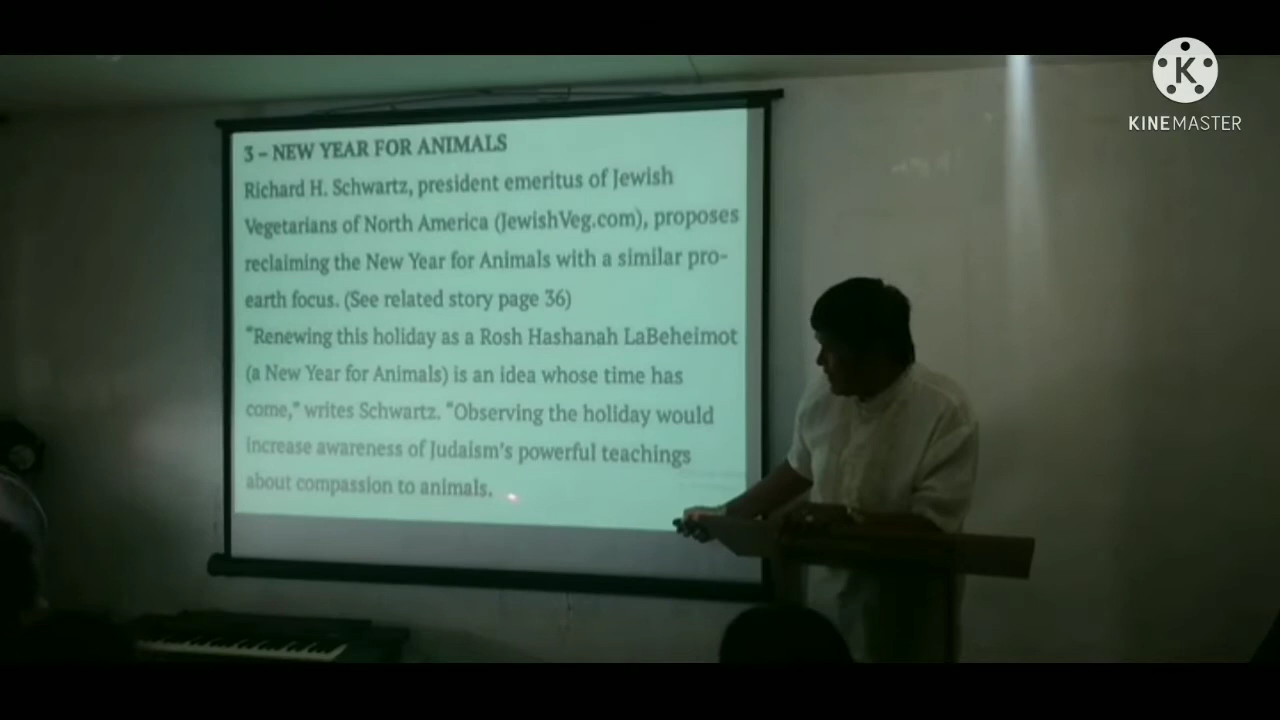 3 – NEW YEAR FOR ANIMALS
Richard H. Schwartz, president emeritus of Jewish
Vegetarians of North America (JewishVeg.com), proposes
reclaiming the New Year for Animals with a similar pro-
earth focus. (See related story page 36)
“Renewing this holiday as a Rosh Hashanah LaBeheimot
(a New Year for Animals) is an idea whose time has
come,” writes Schwartz. “Observing the holiday would
increase awareness of Judaism’s powerful teachings
about compassion to animals.
K
KINEMASTER